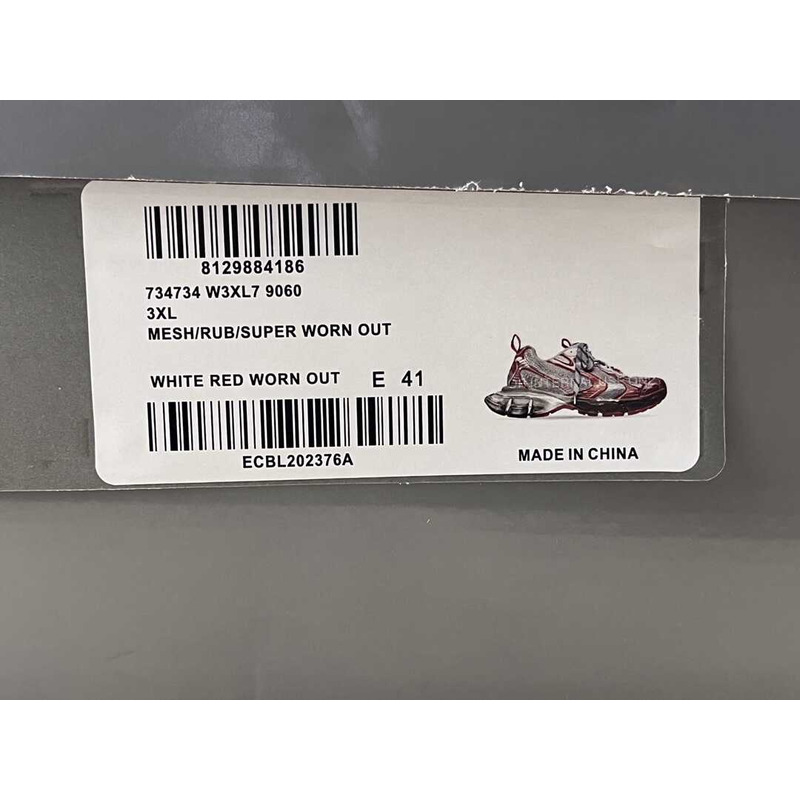 8129884186
734734 W3XL7 9060
3XL
MESH/RUB/SUPER WORN OUT
WHITE RED WORN OUT E 41
ECBL202376A
MADE IN CHINA